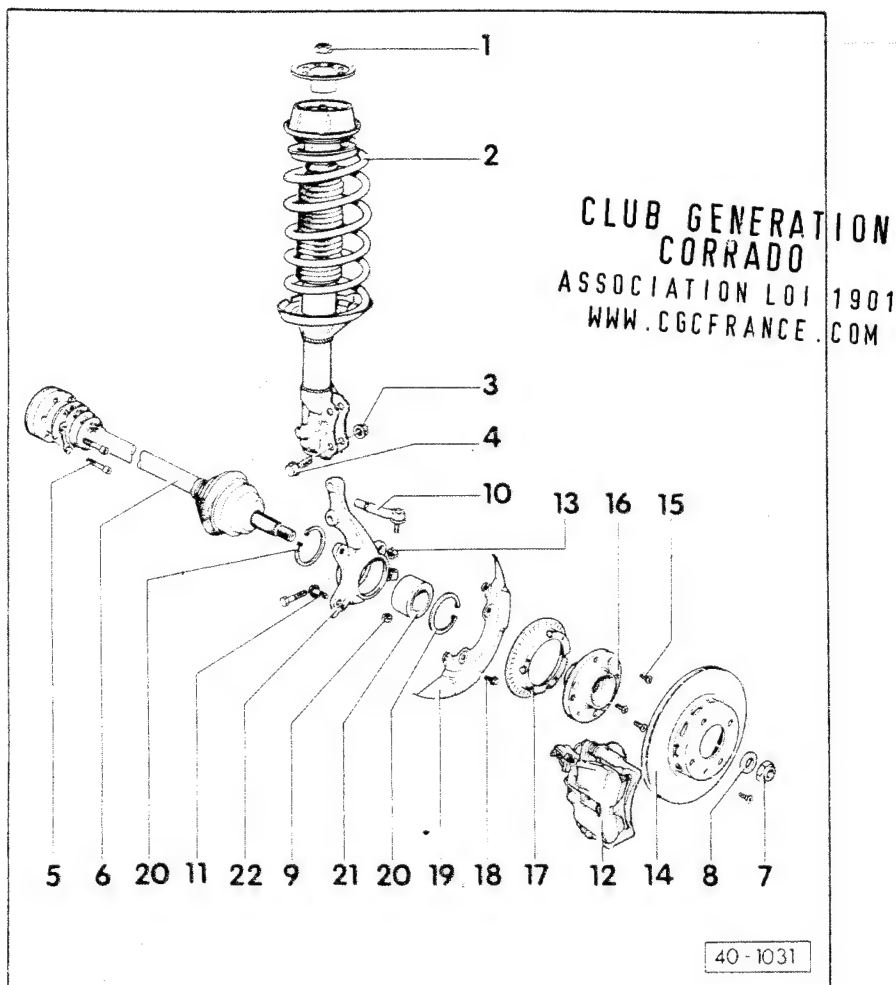 1
2
CLUB GENERATION
CORRADO
ASSOCIATION LOI 1901
WWW.CGCFRANCE.COM
3
4
10
13 16 15
5 6 20 11 22 9 21 20 19 18 17 12 14 8 7
40-1031